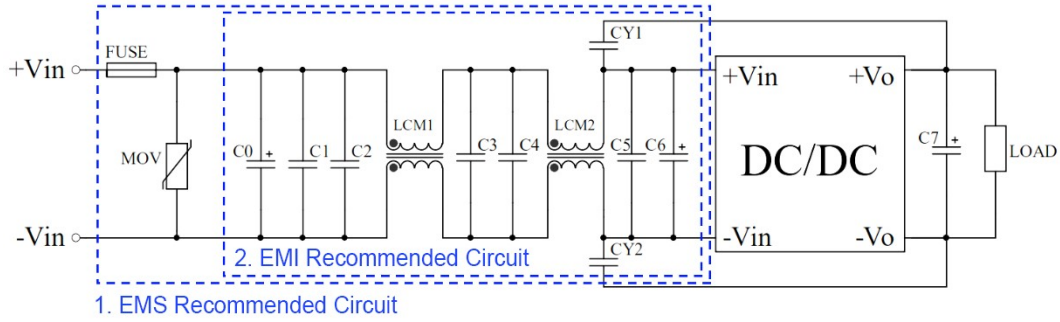 CY1
FUSE
+Vin
+Vin
+Vo
LCM1
LCM2
MOV
C0
+
C1
C2
C3
C4
C5
C6
+
DC/DC
C7
+
LOAD
-Vin
-Vin
-Vo
2. EMI Recommended Circuit
CY2
1. EMS Recommended Circuit